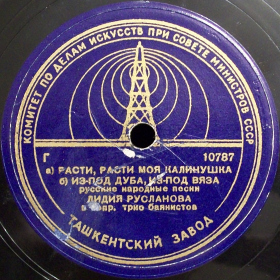 КОМИТЕТ ПО ДЕЛАМ ИСКУССТВ ПРИ СОВЕТЕ МИНИСТРОВ СССР
Г 10787
а) РАСТИ, РАСТИ МОЯ КАЛИНУШКА
б) ИЗ-ПОД ДУБА, ИЗ-ПОД ВЯЗА
русские народные песни
ЛИДИЯ РУСЛАНОВА
в сопр. трио баянистов
ТАШКЕНТСКИЙ ЗАВОД